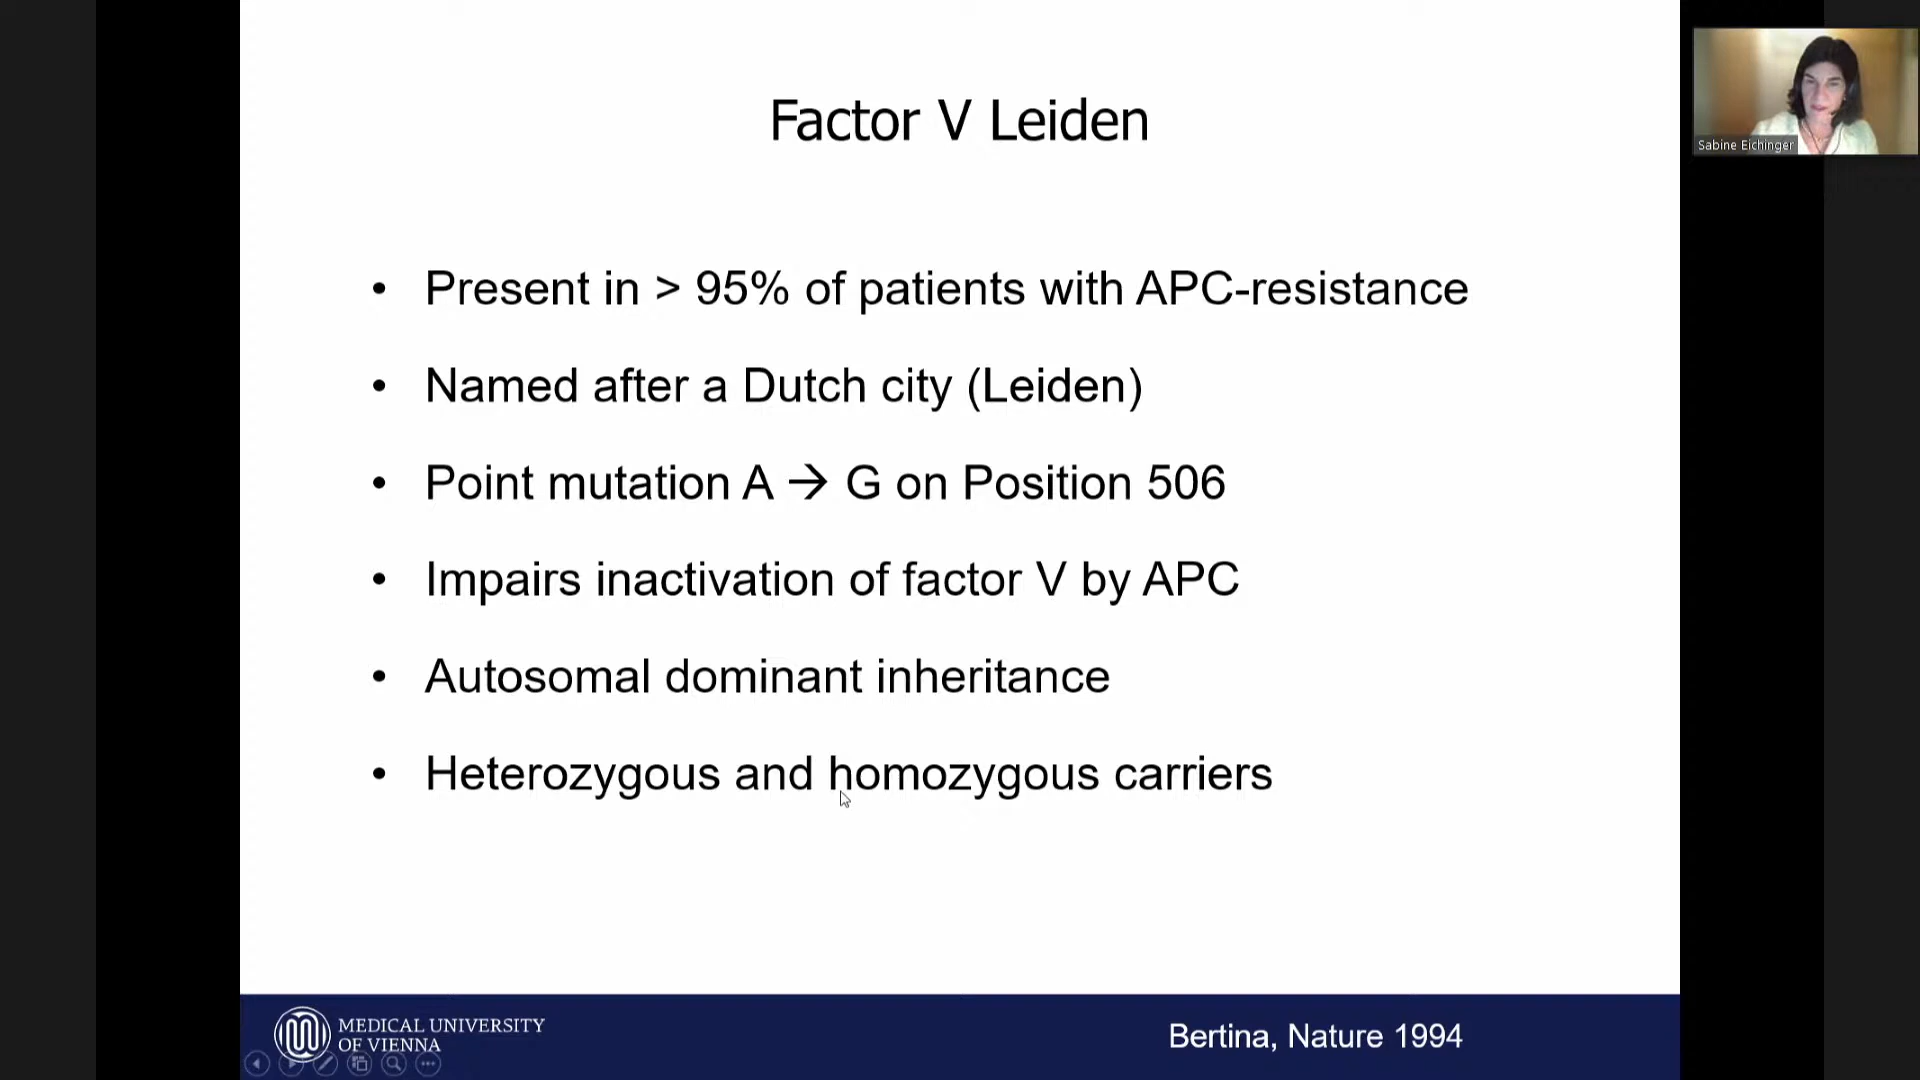 Factor V Leiden
Sabine Eichinger
• Present in > 95% of patients with APC-resistance
• Named after a Dutch city (Leiden)
• Point mutation A → G on Position 506
• Impairs inactivation of factor V by APC
• Autosomal dominant inheritance
• Heterozygous and homozygous carriers
MEDICAL UNIVERSITY
OF VIENNA
Bertina, Nature 1994